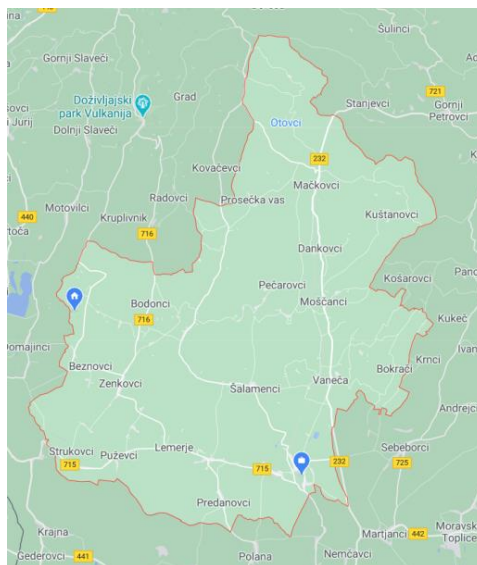 Šulinci
Gornji Slaveči
721
Doživljajski
park Vulkanija
Grad
Stanjevci
Gornji
Petrovci
Otovci
Dolnji Slaveči
232
Kovačevci
Mačkovci
Motovilci
Radovci
Prosečka vas
440
Kruplivnik
Kuštanovci
716
Dankovci
Košarovci
Pečarovci
Bodonci
Moščanci
716
Kukeč
Beznovci
Bokrači
Krnci
Zenkovci
Šalamenci
Vaneča
Andrejci
Strukovci
Lemerje
Sebeborci
Puževci
715
715
232
725
Predanovci
Krajna
Martjanci
442
Moravsk
Toplice
Gederovci
441
Polana
Nemčavci